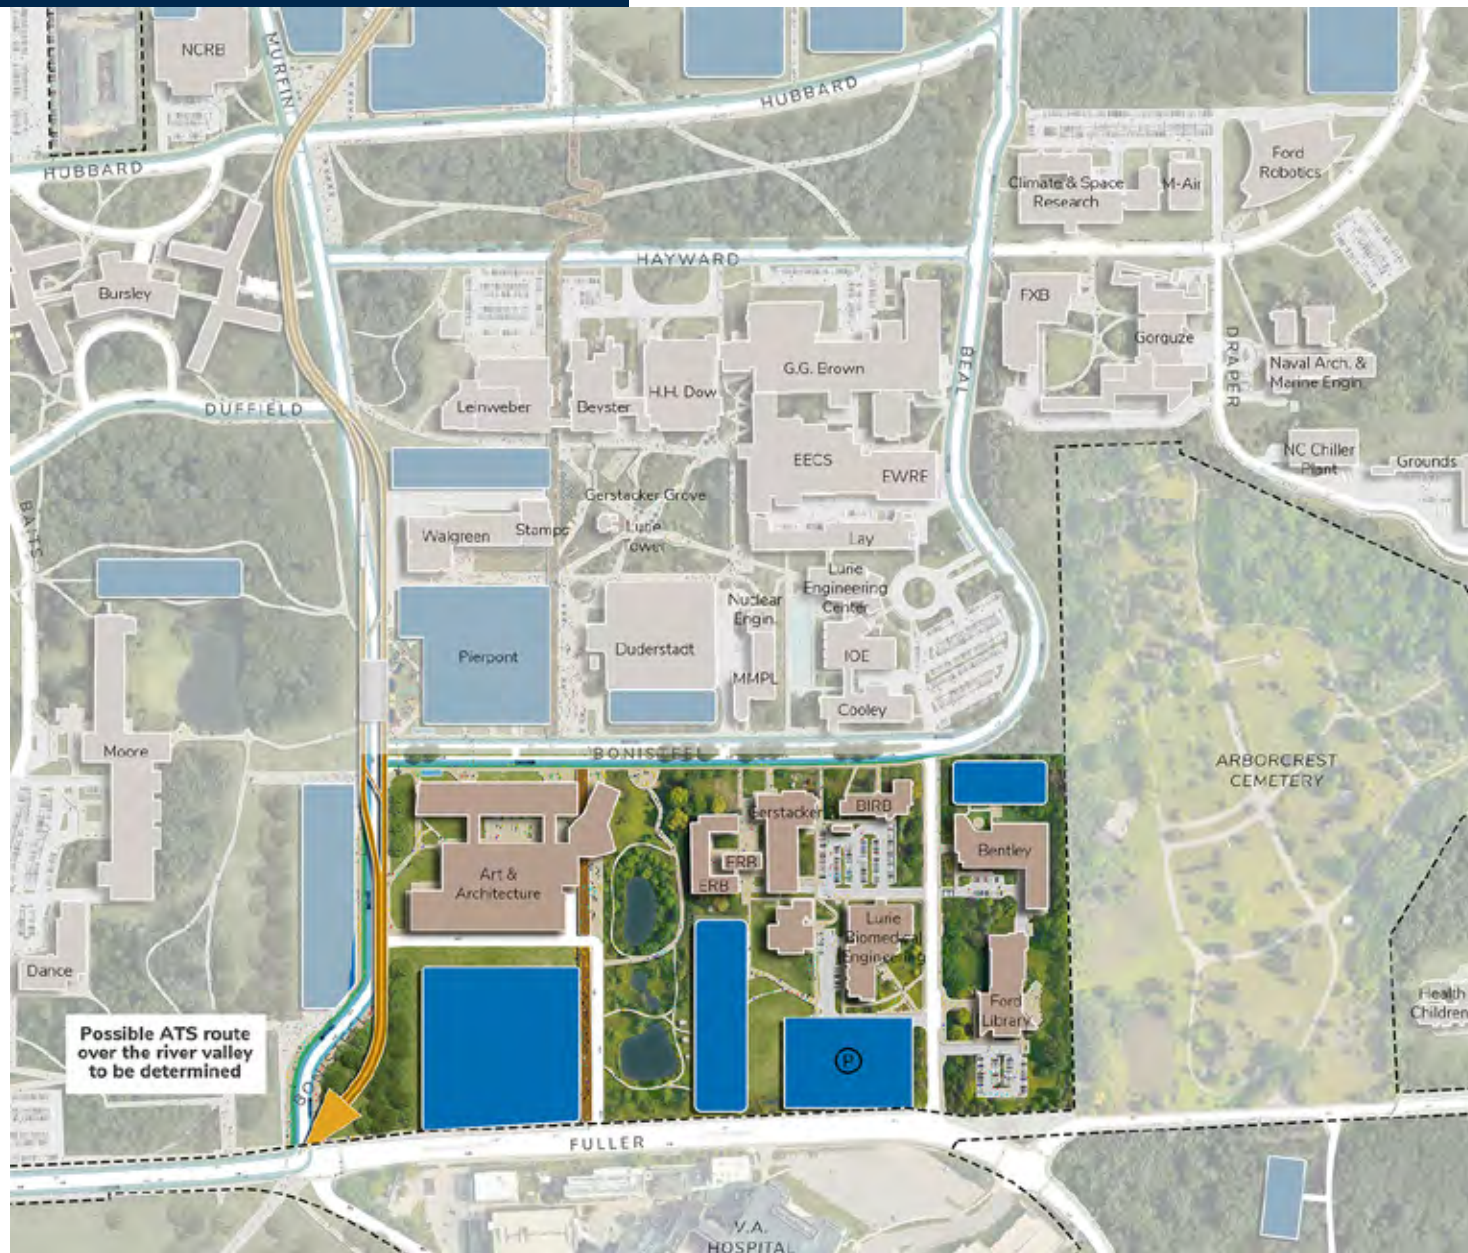 NCRB
MURFIN
HUBBARD
HUBBARD
Ford
Robotics
Climate & Space
Research
M-Air
HAYWARD
Bursley
FXB
Gorguze
DRAPER
BEAL
Naval Arch. &
Marine Engin.
G.G. Brown
H.H. Dow
Leinweber
Beyster
DUFFIELD
EECS
EWRE
NC Chiller
Plant
Grounds
Gerstacker Grove
BAITS
Walgreen
Stamps
Lurie
Tower
Lay
Lurie
Engineering
Center
Nuclear
Engin.
Pierpont
Duderstadt
IOE
MMPL
Cooley
Moore
BONISTEEL
ARBORCREST
CEMETERY
Gerstacker
BIRB
Bentley
ERB
ERB
Art &
Architecture
Lurie
Biomedical
Engineering
Dance
Ford
Library
Health
Children
Possible ATS route
over the river valley
to be determined
P
FULLER
V.A.
HOSPITAL